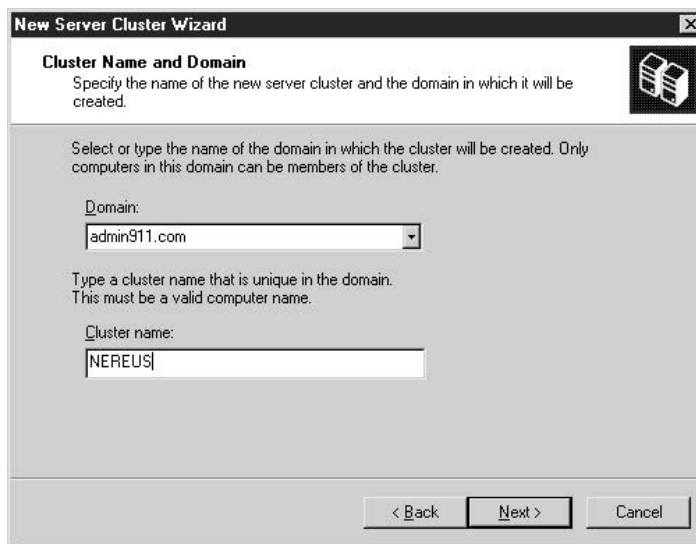 New Server Cluster Wizard
Cluster Name and Domain
Specify the name of the new server cluster and the domain in which it will be
created.
Select or type the name of the domain in which the cluster will be created. Only
computers in this domain can be members of the cluster.
Domain:
admin911.com
Type a cluster name that is unique in the domain.
This must be a valid computer name.
Cluster name:
NEREUS
< Back Next > Cancel